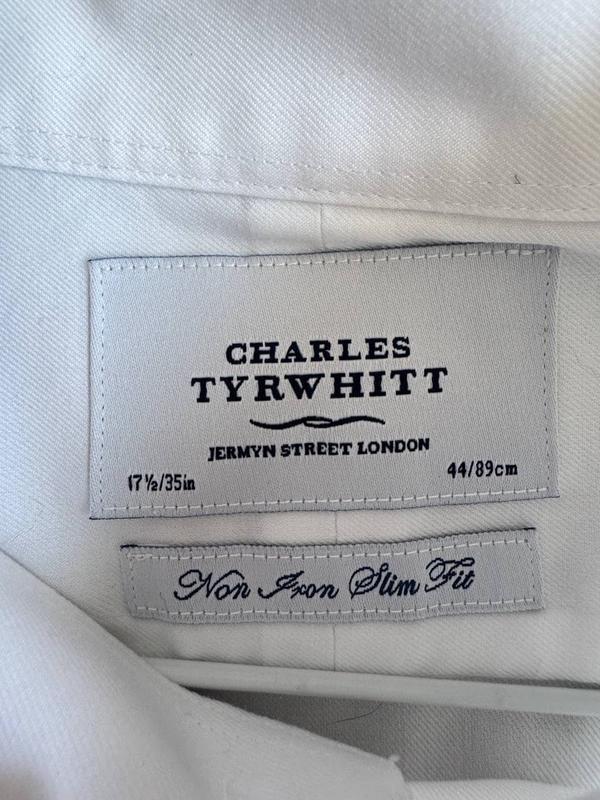 CHARLES
TYRWHITT
JERMYN STREET LONDON
17½/35in 44/89cm
Non Iron Slim Fit